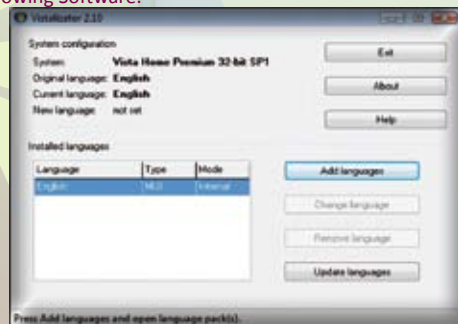 owing Software:
Vistalizator 2.10
System configuration
System: Vista Home Premium 32-bit SP1
Original language: English
Current language: English
New language: not set
Exit
About
Help
Installed languages
Language Type Mode
English MUI Internal
Add languages
Change language
Remove language
Update languages
Press Add languages and open language pack(s).